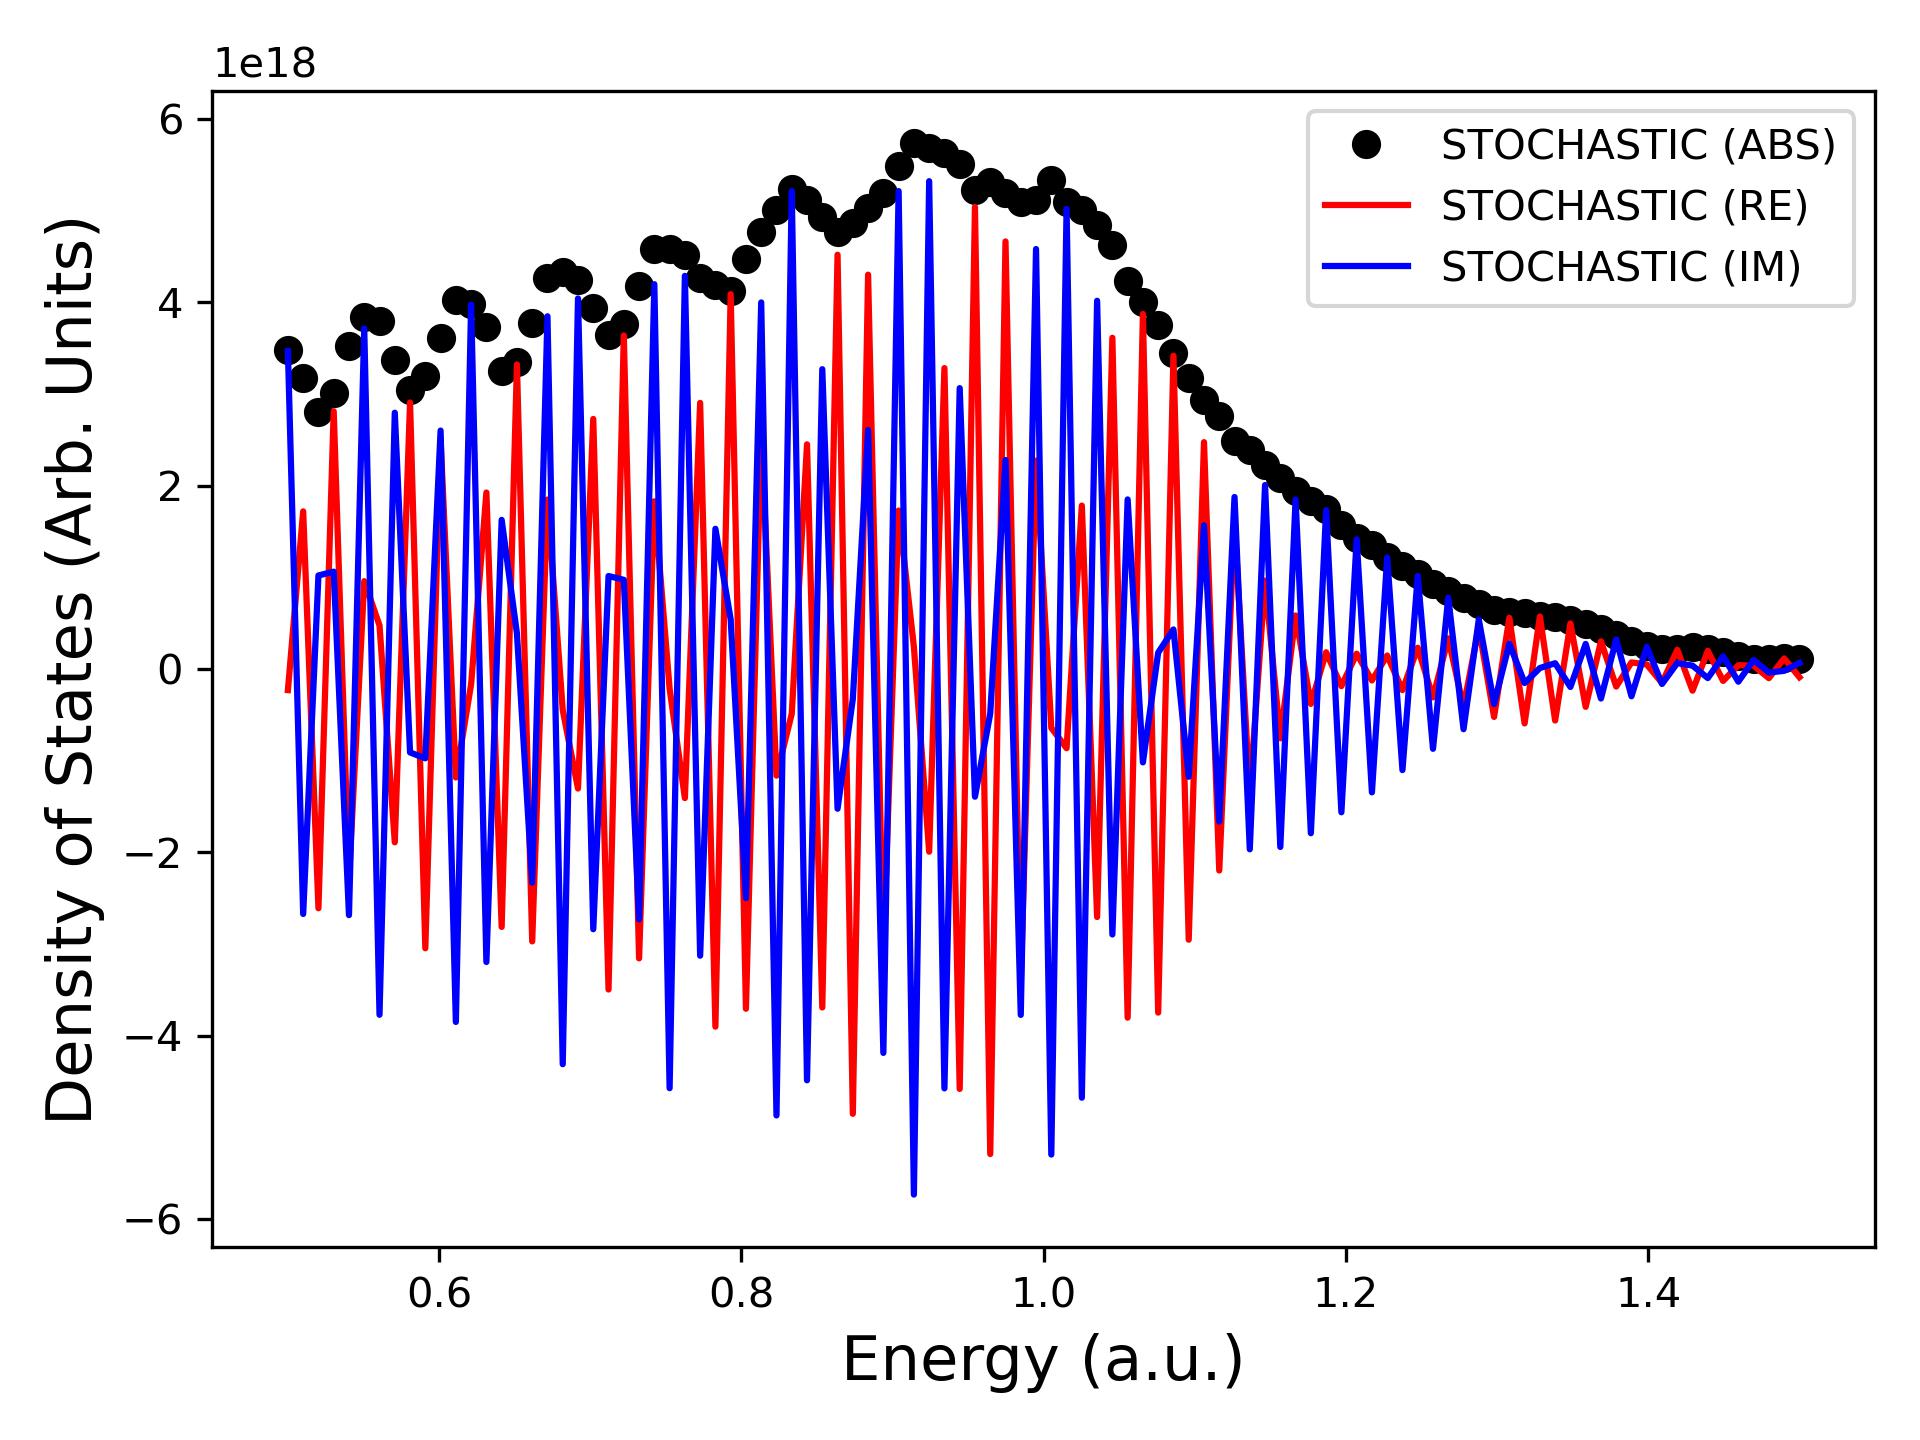 1e18
6
4
2
0
−2
−4
−6
Density of States (Arb. Units)
STOCHASTIC (ABS)
STOCHASTIC (RE)
STOCHASTIC (IM)
0.6 0.8 1.0 1.2 1.4
Energy (a.u.)